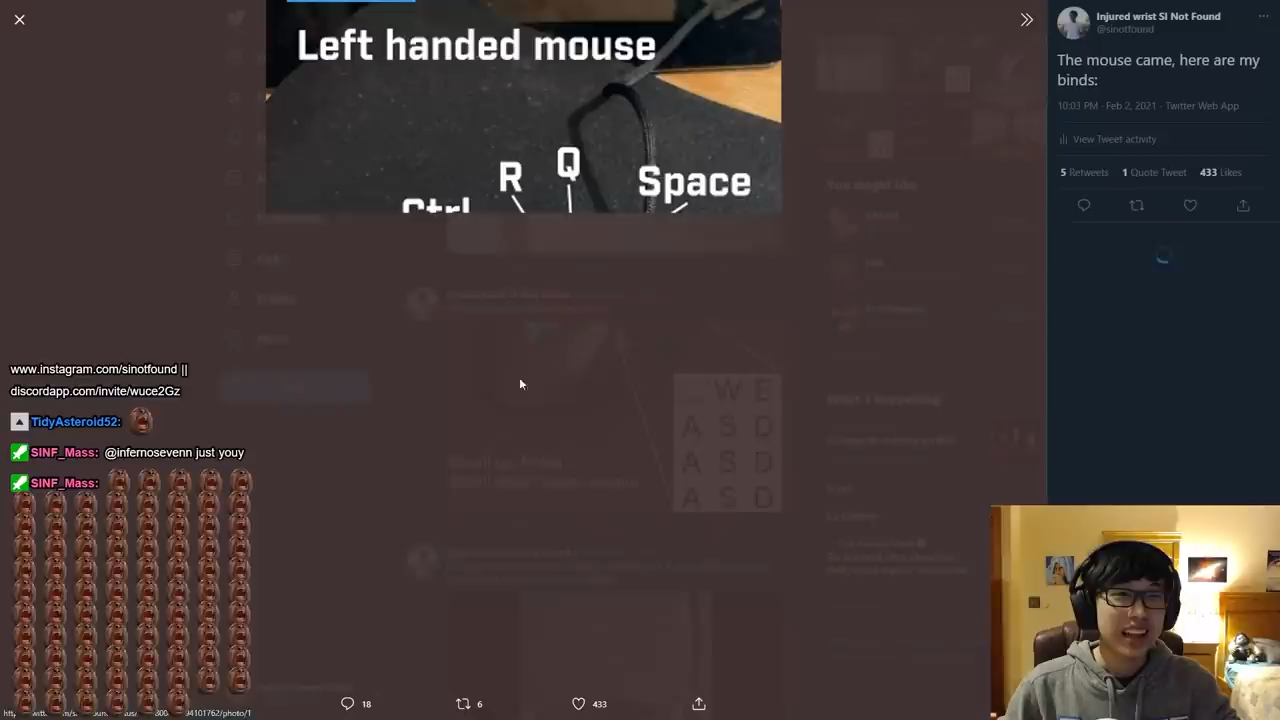 Left handed mouse
R
Q
Space
Ctrl
Injured wrist SI Not Found
@sinotfound
The mouse came, here are my
binds:
10:03 PM · Feb 2, 2021 · Twitter Web App
View Tweet activity
5 Retweets 1 Quote Tweet 433 Likes
W E
A S D
A S D
A S D
www.instagram.com/sinotfound ||
discordapp.com/invite/wuce2Gz
TidyAsteroid52:
SINF_Mass: @infernosevenn just youy
SINF_Mass:
18
6
433